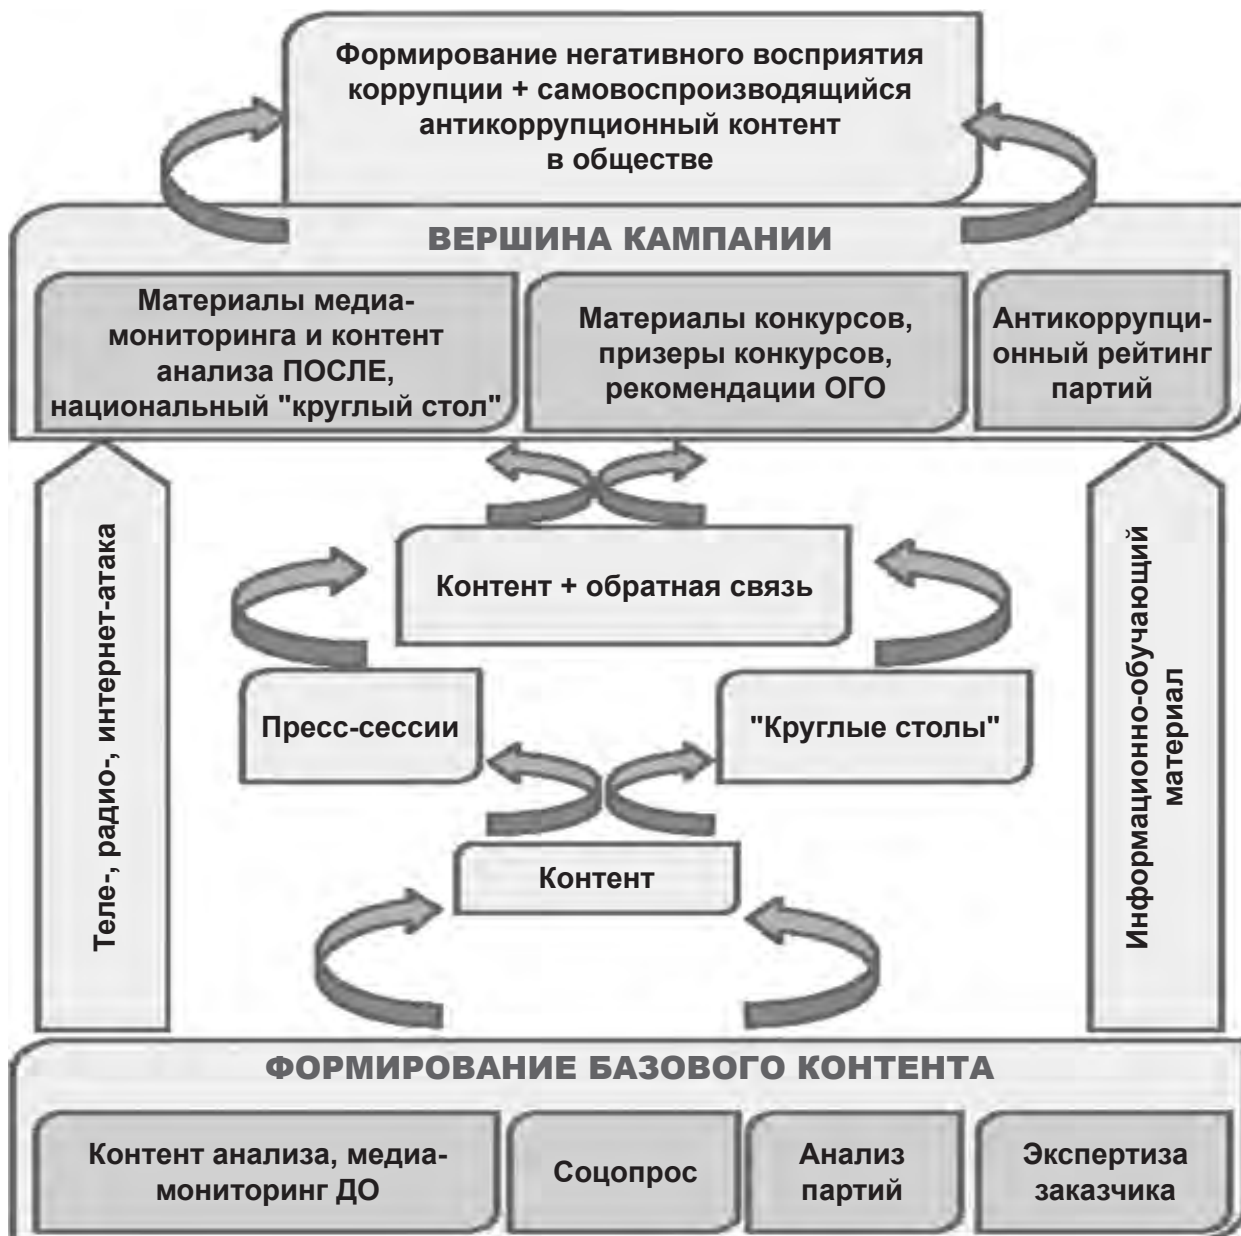 Формирование негативного восприятия
коррупции + самовоспроизводящийся
антикоррупционный контент
в обществе
ВЕРШИНА КАМПАНИИ
Материалы медиа-
мониторинга и контент
анализа ПОСЛЕ,
национальный "круглый стол"
Материалы конкурсов,
призеры конкурсов,
рекомендации ОГО
Антикоррупци-
онный рейтинг
партий
Теле-, радио-, интернет-атака
Контент + обратная связь
Пресс-сессии
"Круглые столы"
Контент
Информационно-обучающий
материал
ФОРМИРОВАНИЕ БАЗОВОГО КОНТЕНТА
Контент анализа, медиа-
мониторинг ДО
Соцопрос
Анализ
партий
Экспертиза
заказчика